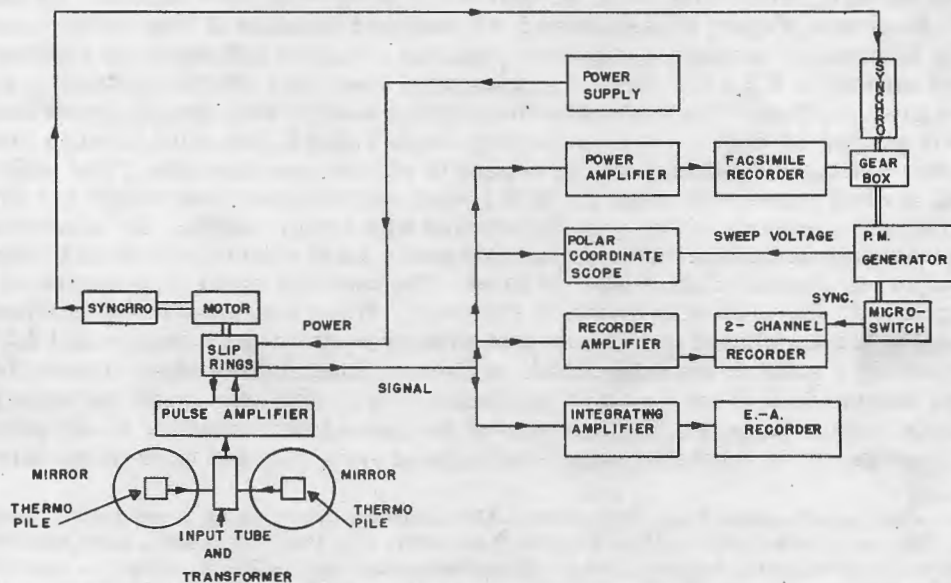 POWER
SUPPLY
SYNCHRO
POWER
AMPLIFIER
FACSIMILE
RECORDER
GEAR
BOX
POLAR
COORDINATE
SCOPE
SWEEP VOLTAGE
P.M.
GENERATOR
SYNCHRO
MOTOR
SYNC.
MICRO-
SWITCH
SLIP
RINGS
POWER
SIGNAL
RECORDER
AMPLIFIER
2- CHANNEL
RECORDER
PULSE AMPLIFIER
INTEGRATING
AMPLIFIER
E.-A.
RECORDER
MIRROR
MIRROR
THERMO
PILE
THERMO
PILE
INPUT TUBE
AND
TRANSFORMER